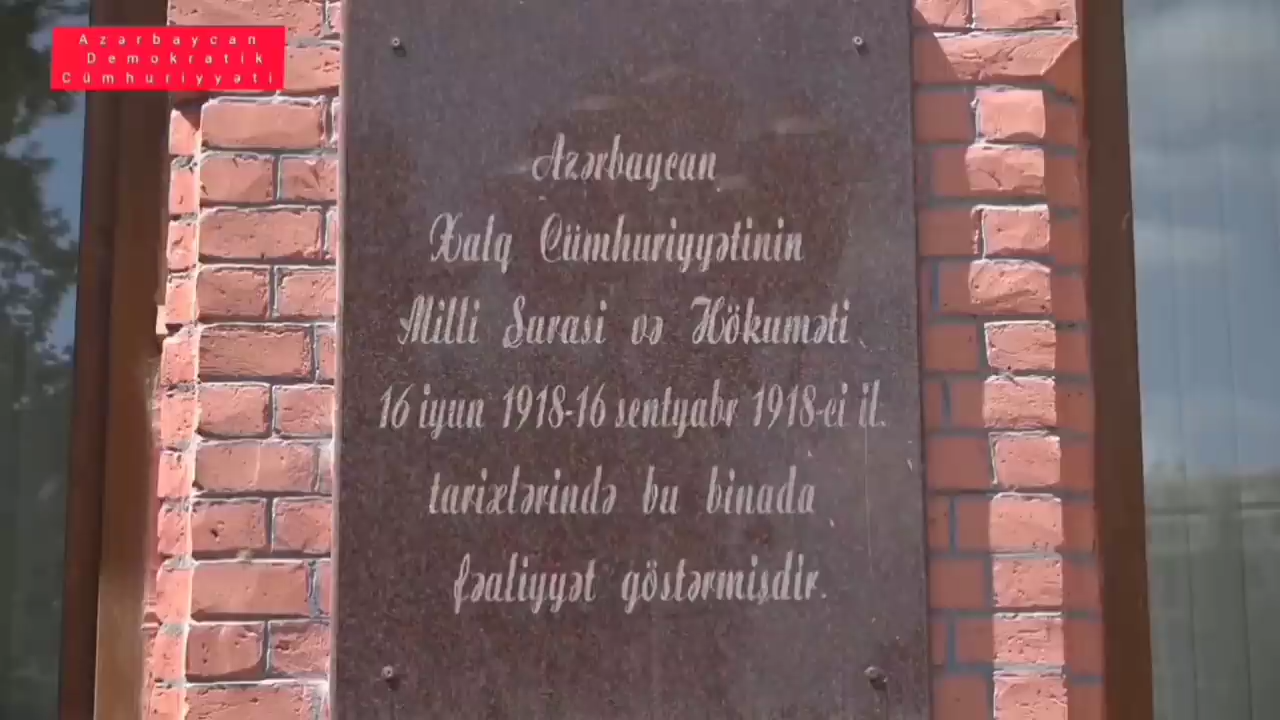 Azərbaycan
Demokratik
Cümhuriyyəti
Azərbaycan
Xalq Cümhuriyyətinin
Milli Şurasi və Hökuməti
16 iyun 1918-16 sentyabr 1918-ci il.
tarixlərində bu binada
fəaliyyət göstərmişdir.